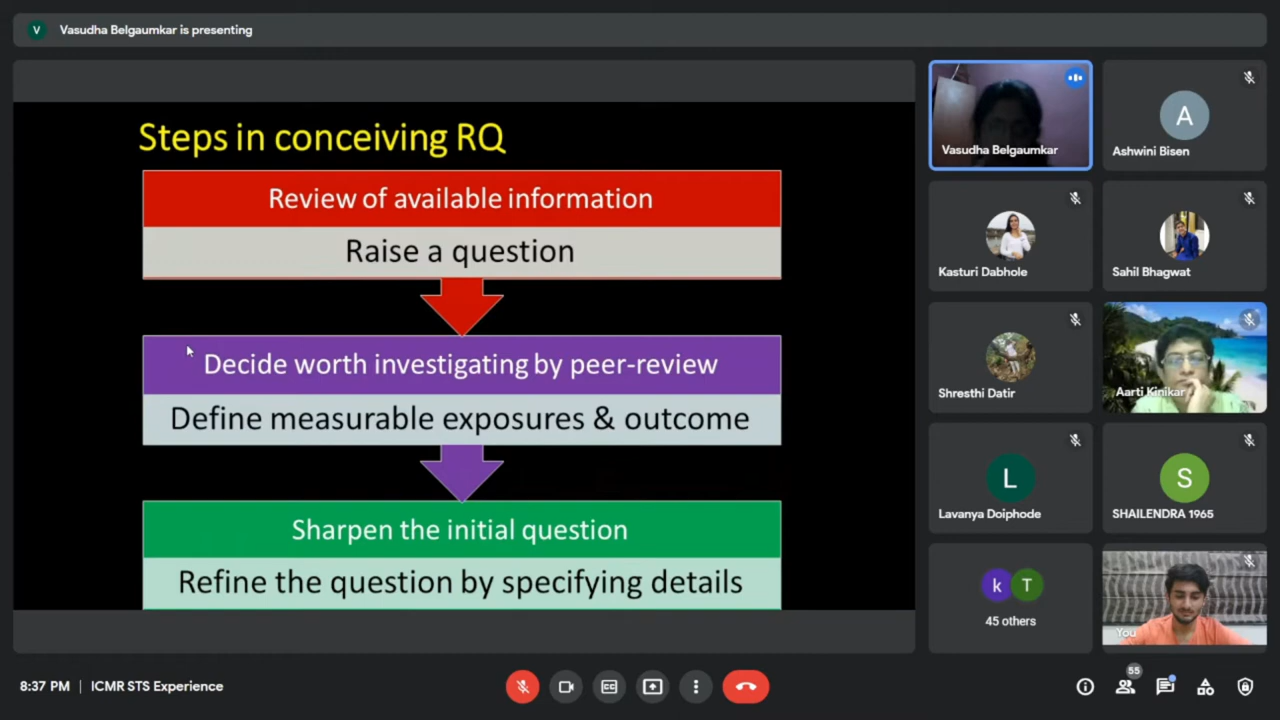 V Vasudha Belgaumkar is presenting
Steps in conceiving RQ
Review of available information
Raise a question
Decide worth investigating by peer-review
Define measurable exposures & outcome
Sharpen the initial question
Refine the question by specifying details
Vasudha Belgaumkar
A
Ashwini Bisen
Kasturi Dabhole
Sahil Bhagwat
Shresthi Datir
Aarti Kinikar
L
Lavanya Doiphode
S
SHAILENDRA 1965
k T
45 others
You
8:37 PM | ICMR STS Experience
CC
55